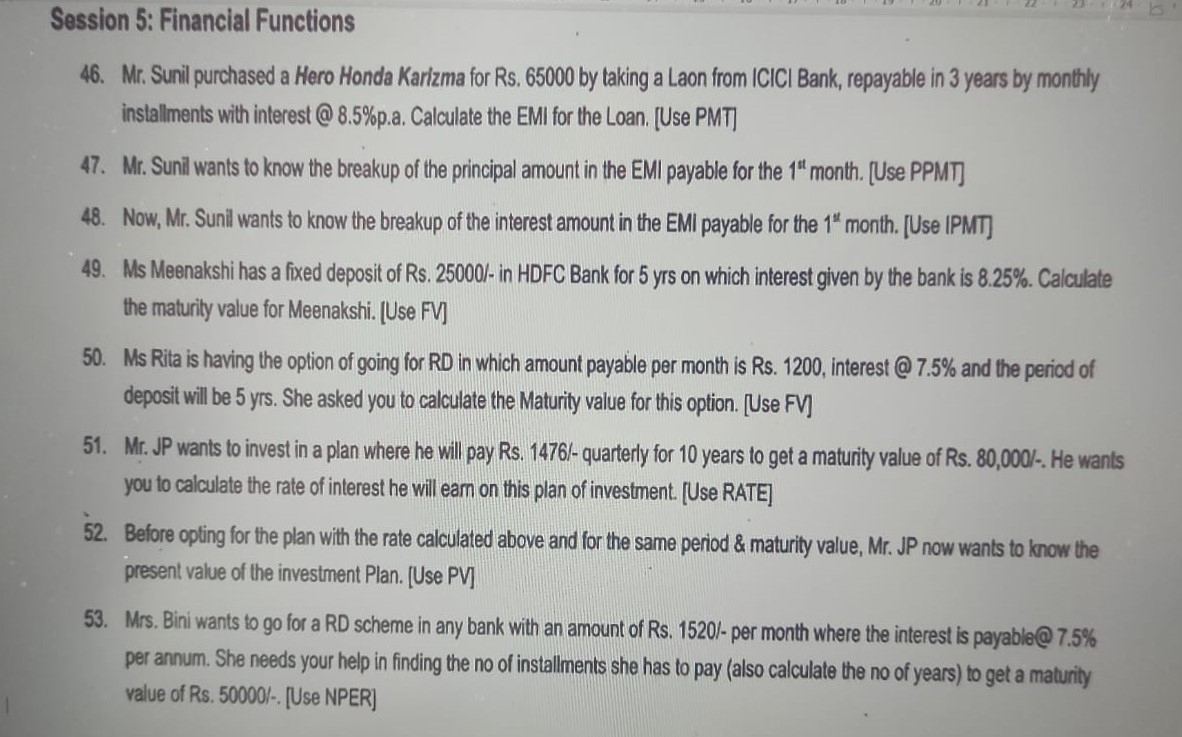 Session 5: Financial Functions
46. Mr. Sunil purchased a Hero Honda Karizma for Rs. 65000 by taking a Laon from ICICI Bank, repayable in 3 years by monthly
installments with interest @ 8.5%p.a. Calculate the EMI for the Loan. [Use PMT]
47. Mr. Sunil wants to know the breakup of the principal amount in the EMI payable for the 1st month. [Use PPMT]
48. Now, Mr. Sunil wants to know the breakup of the interest amount in the EMI payable for the 1st month. [Use IPMT]
49. Ms Meenakshi has a fixed deposit of Rs. 25000/- in HDFC Bank for 5 yrs on which interest given by the bank is 8.25%. Calculate
the maturity value for Meenakshi. [Use FV]
50. Ms Rita is having the option of going for RD in which amount payable per month is Rs. 1200, interest @ 7.5% and the period of
deposit will be 5 yrs. She asked you to calculate the Maturity value for this option. [Use FV]
51. Mr. JP wants to invest in a plan where he will pay Rs. 1476/- quarterly for 10 years to get a maturity value of Rs. 80,000/-. He wants
you to calculate the rate of interest he will earn on this plan of investment. [Use RATE]
52. Before opting for the plan with the rate calculated above and for the same period & maturity value, Mr. JP now wants to know the
present value of the investment Plan. [Use PV]
53. Mrs. Bini wants to go for a RD scheme in any bank with an amount of Rs. 1520/- per month where the interest is payable@ 7.5%
per annum. She needs your help in finding the no of installments she has to pay (also calculate the no of years) to get a maturity
value of Rs. 50000/-. [Use NPER]